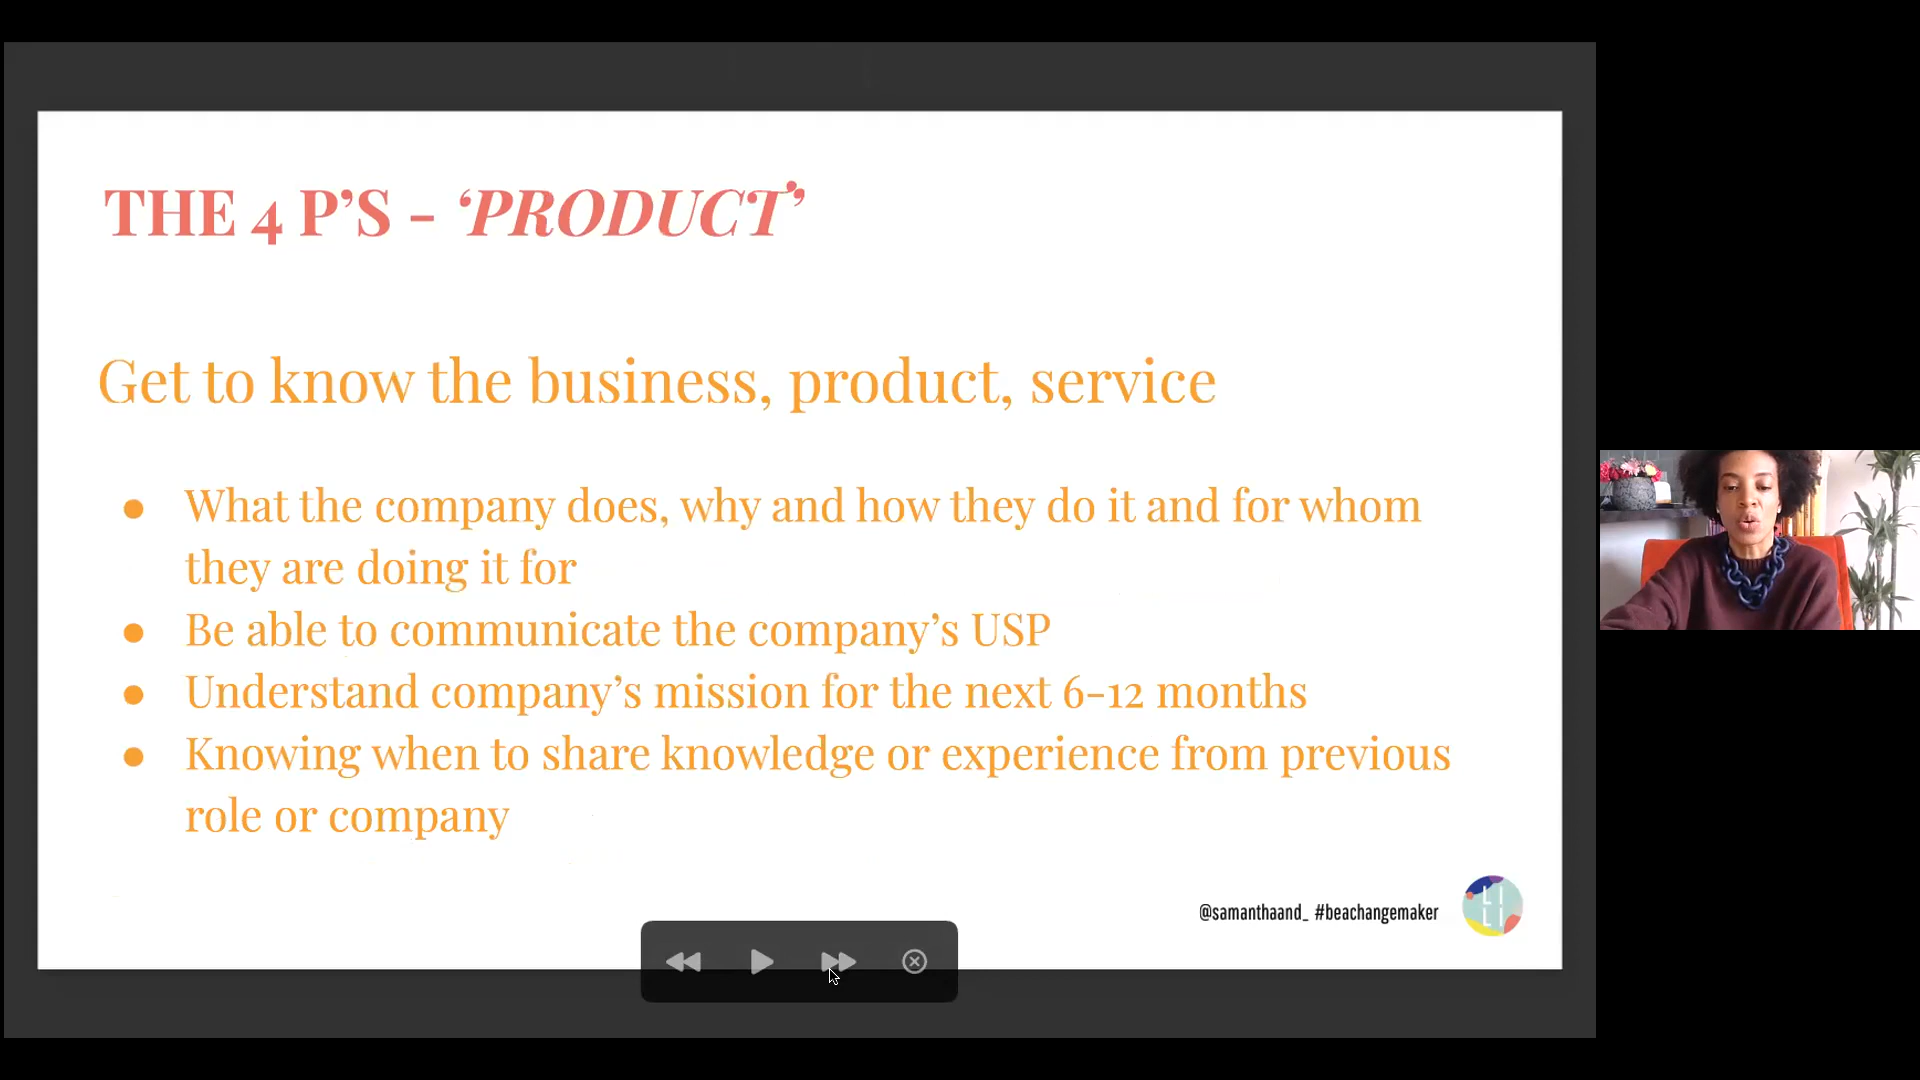 THE 4 P’S - ‘PRODUCT’
Get to know the business, product, service
● What the company does, why and how they do it and for whom
they are doing it for
● Be able to communicate the company’s USP
● Understand company’s mission for the next 6-12 months
● Knowing when to share knowledge or experience from previous
role or company
@samanthaand_ #beachangemaker
LI
LI